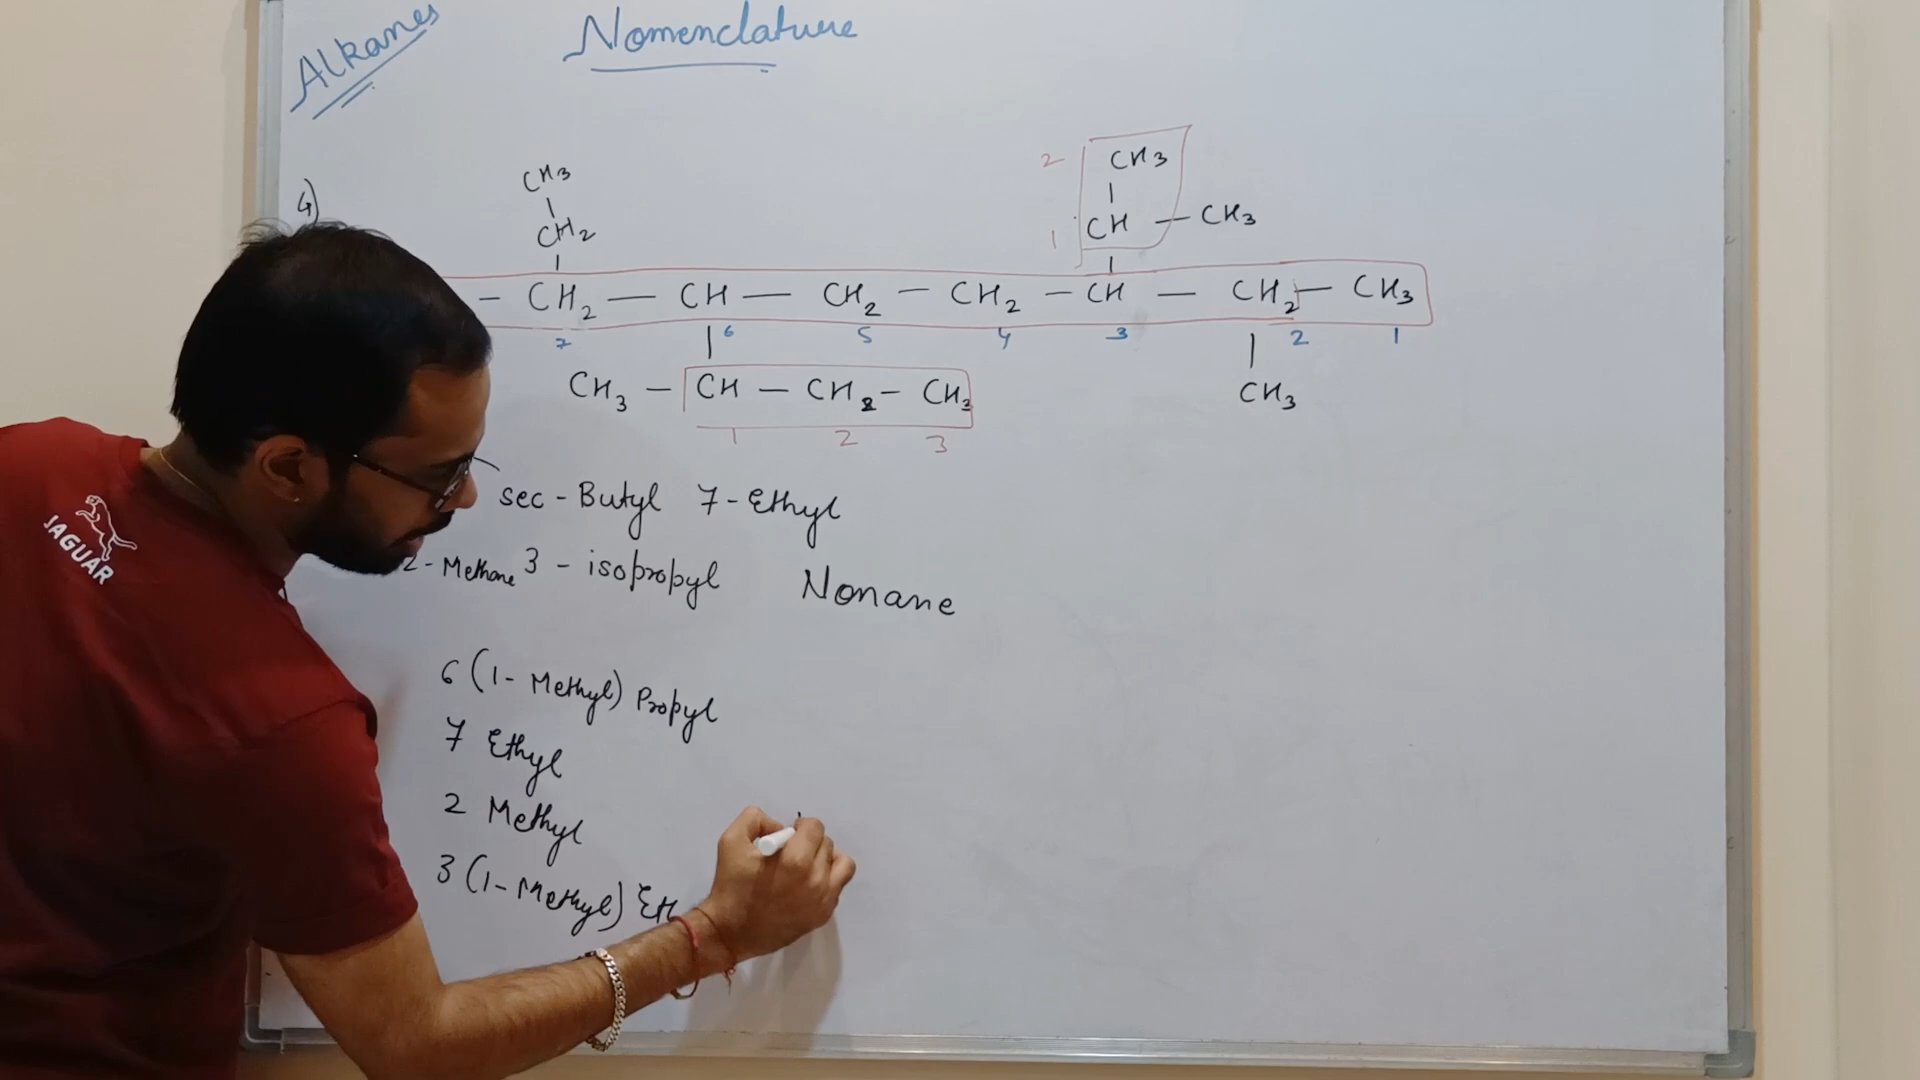 Alkanes
Nomenclature
4)
CH3
CH2
2 CH3
1 CH — CH3
— CH2 — CH — CH2 — CH2 — CH — CH2 — CH3
7 6 5 4 3 2 1
CH3 — CH — CH2 — CH3
CH3
1 2 3
sec - Butyl 7 - Ethyl
2 - Methane 3 - isopropyl Nonane
6 (1 - Methyl) Propyl
7 Ethyl
2 Methyl
3 (1 - Methyl) Eth
JAGUAR